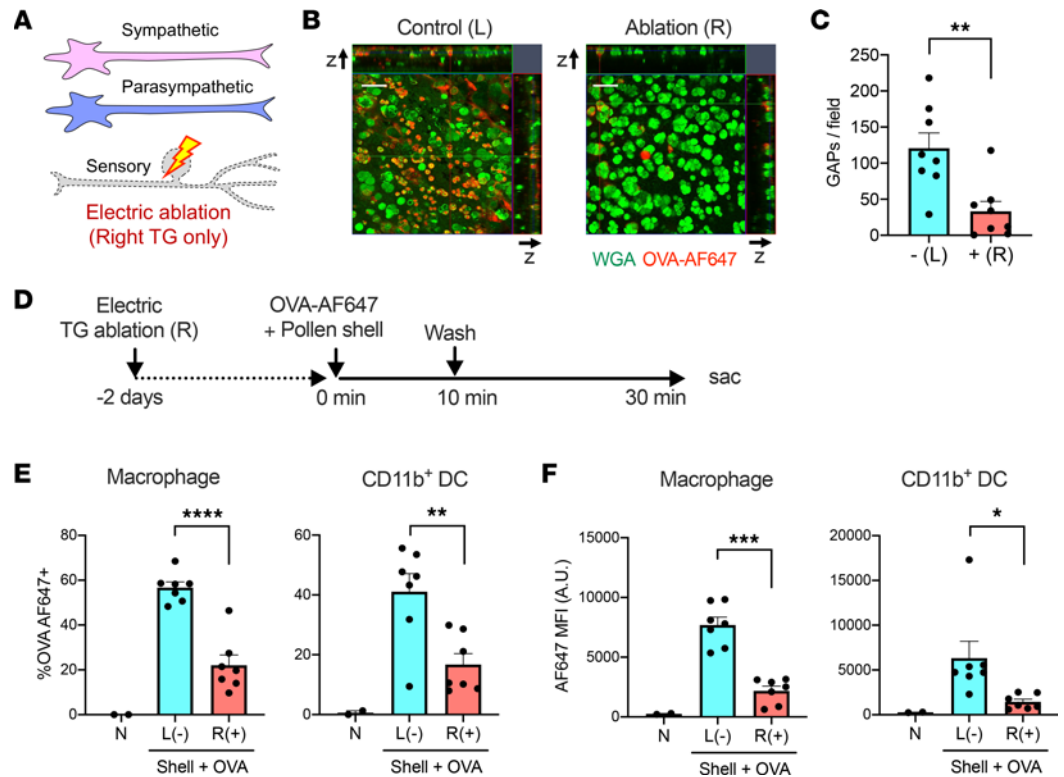 A
Sympathetic
Parasympathetic
Sensory
Electric ablation
(Right TG only)
B
Control (L)
Ablation (R)
Z
Z
Z
Z
WGA OVA-AF647
C
**
GAPs / field
250
200
150
100
50
0
- (L)
+ (R)
D
Electric
TG ablation (R)
OVA-AF647
+ Pollen shell
Wash
sac
-2 days
0 min
10 min
30 min
E
Macrophage
****
%OVA AF647+
80
60
40
20
0
N
L(-)
R(+)
Shell + OVA
CD11b+ DC
**
60
40
20
0
N
L(-)
R(+)
Shell + OVA
F
Macrophage
***
AF647 MFI (A.U.)
15000
10000
5000
0
N
L(-)
R(+)
Shell + OVA
CD11b+ DC
*
20000
15000
10000
5000
0
N
L(-)
R(+)
Shell + OVA